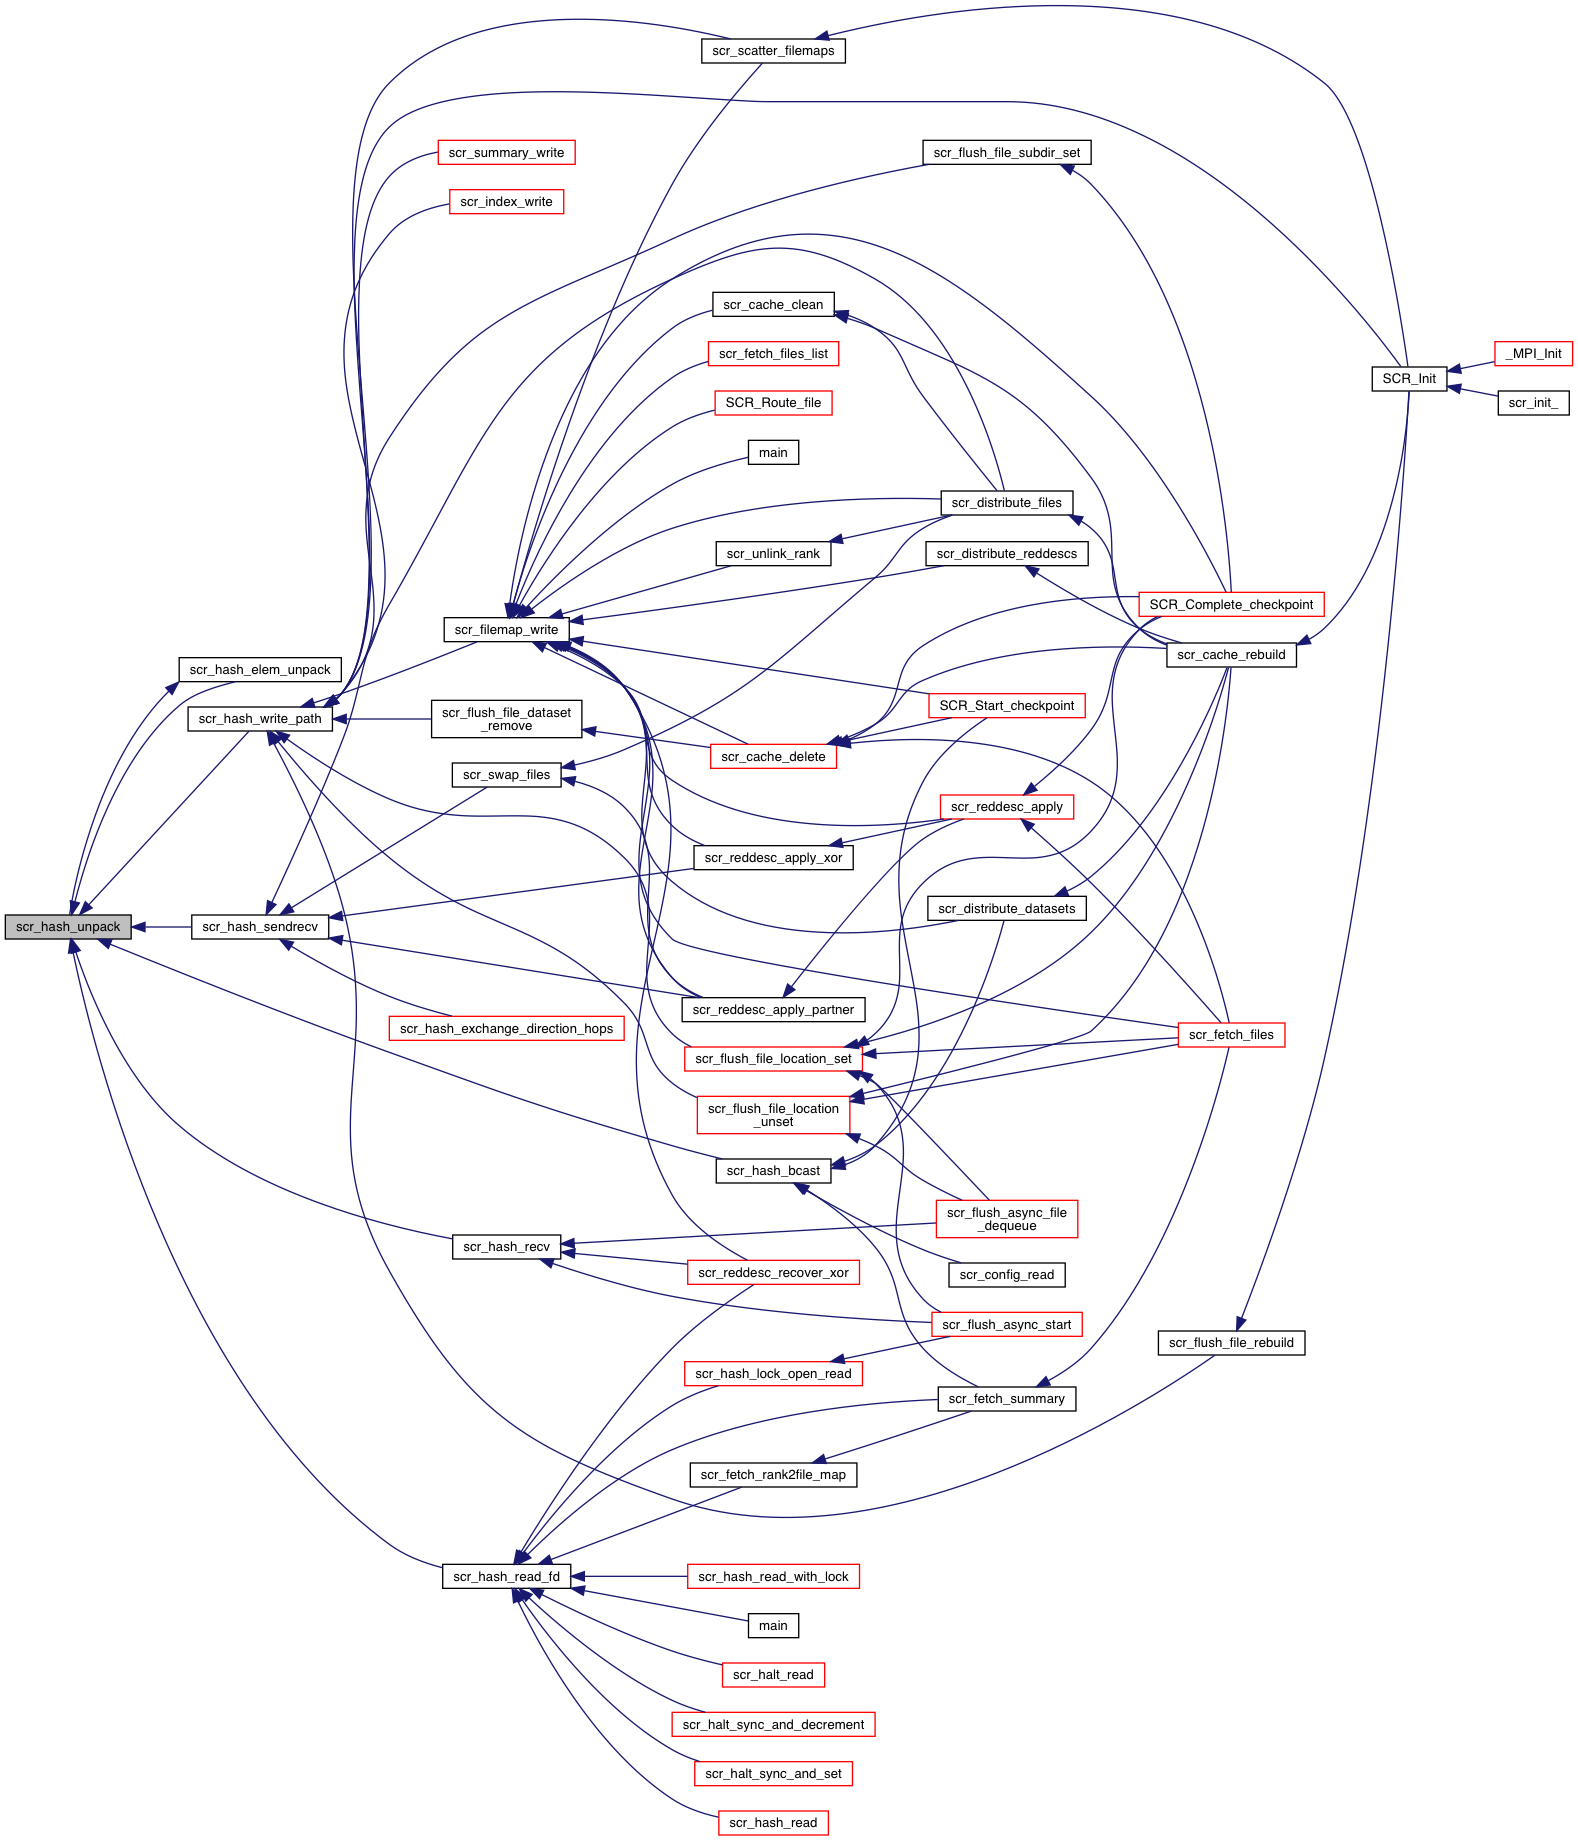 scr_scatter_filemaps
scr_summary_write
scr_flush_file_subdir_set
scr_index_write
scr_cache_clean
scr_fetch_files_list
_MPI_Init
SCR_Init
SCR_Route_file
scr_init_
main
scr_distribute_files
scr_unlink_rank
scr_distribute_reddescs
SCR_Complete_checkpoint
scr_filemap_write
scr_cache_rebuild
scr_hash_elem_unpack
SCR_Start_checkpoint
scr_hash_write_path
scr_flush_file_dataset
_remove
scr_cache_delete
scr_swap_files
scr_reddesc_apply
scr_reddesc_apply_xor
scr_distribute_datasets
scr_hash_unpack
scr_hash_sendrecv
scr_reddesc_apply_partner
scr_hash_exchange_direction_hops
scr_fetch_files
scr_flush_file_location_set
scr_flush_file_location
_unset
scr_hash_bcast
scr_flush_async_file
_dequeue
scr_hash_recv
scr_reddesc_recover_xor
scr_config_read
scr_flush_async_start
scr_flush_file_rebuild
scr_hash_lock_open_read
scr_fetch_summary
scr_fetch_rank2file_map
scr_hash_read_fd
scr_hash_read_with_lock
main
scr_halt_read
scr_halt_sync_and_decrement
scr_halt_sync_and_set
scr_hash_read